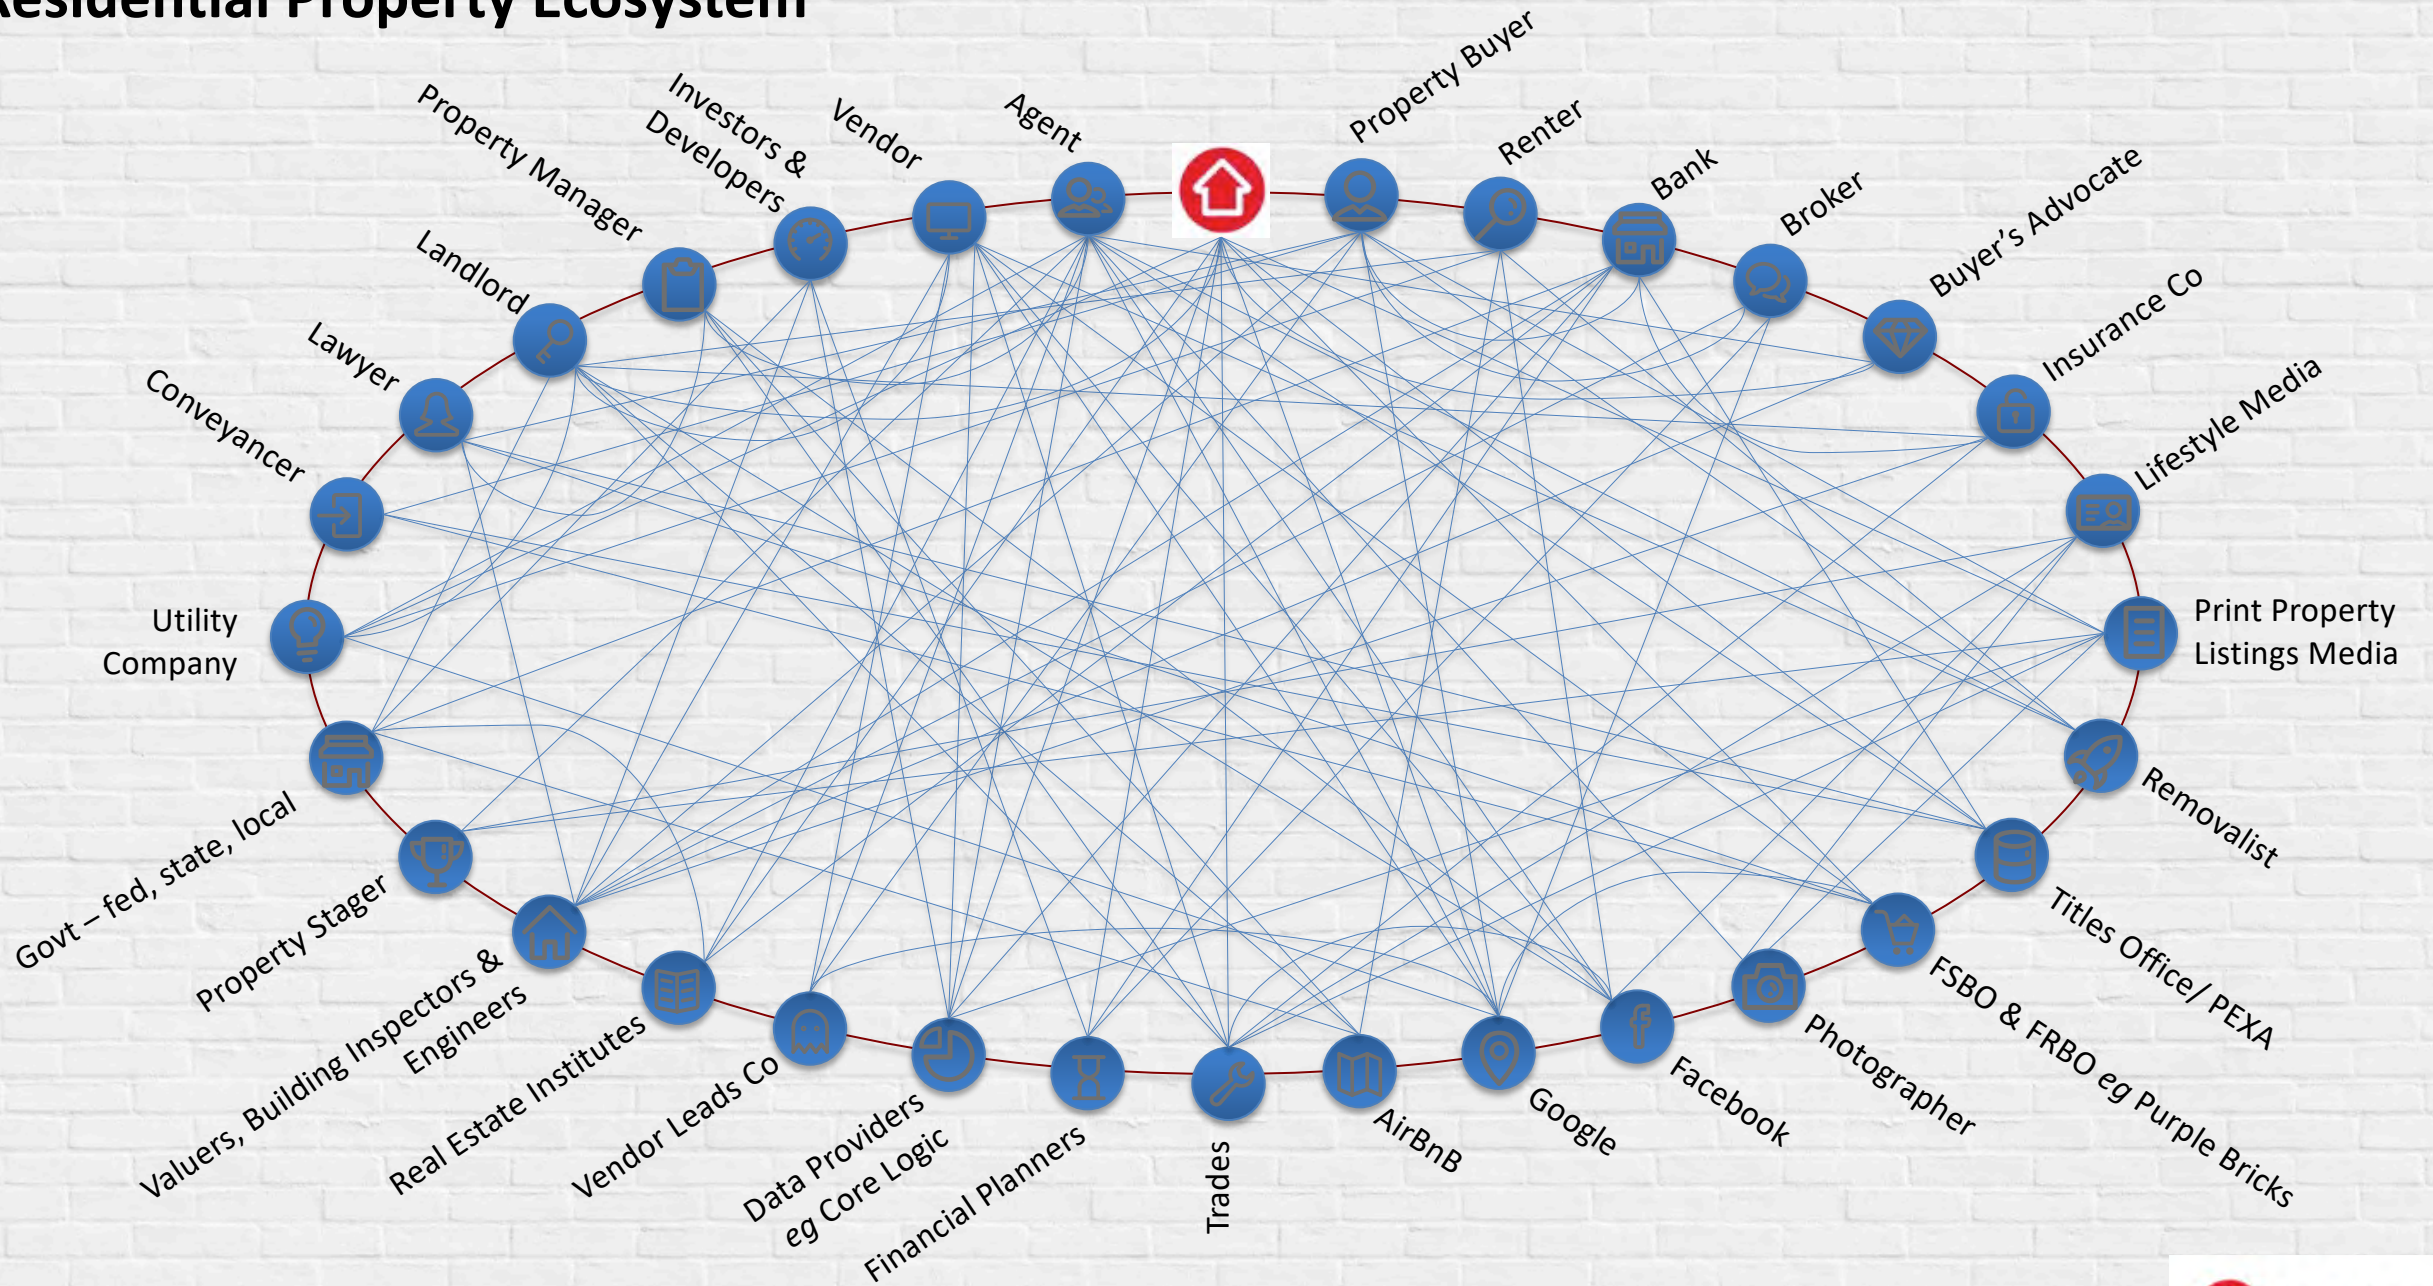 Residential Property Ecosystem
Property Buyer
Renter
Bank
Broker
Buyer's Advocate
Insurance Co
Lifestyle Media
Print Property
Listings Media
Removalist
Titles Office/ PEXA
FSBO & FRBO eg Purple Bricks
Photographer
Facebook
Google
AirBnB
Trades
Financial Planners
Data Providers
eg Core Logic
Vendor Leads Co
Real Estate Institutes
Valuers, Building Inspectors &
Engineers
Property Stager
Govt – fed, state, local
Utility
Company
Conveyancer
Lawyer
Landlord
Property Manager
Investors &
Developers
Vendor
Agent